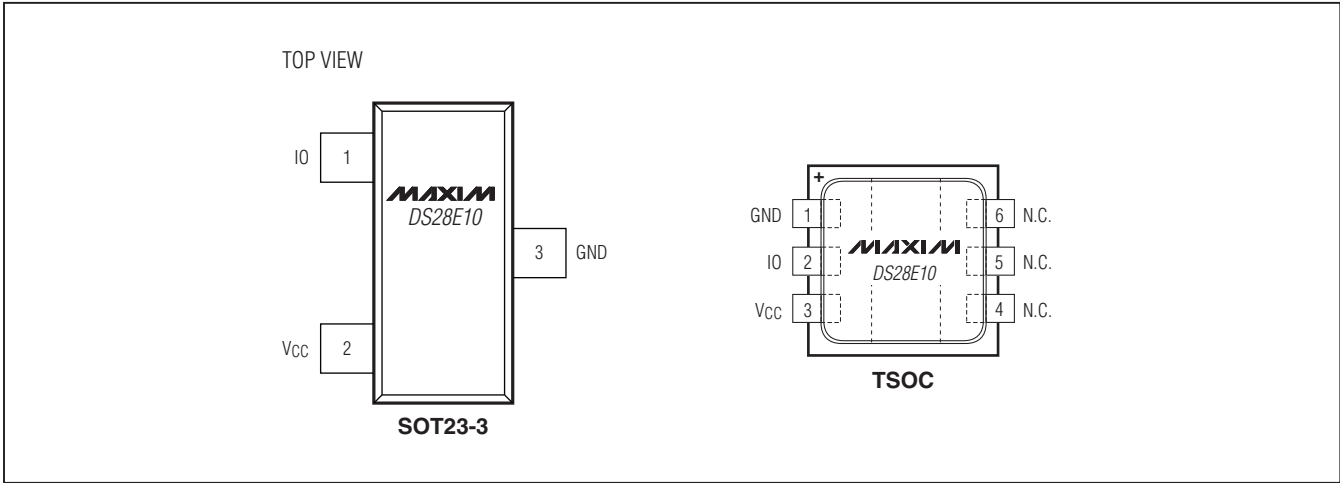 TOP VIEW
IO 1
MAXIM
DS28E10
3 GND
VCC 2
SOT23-3
+
GND 1 6 N.C.
MAXIM
IO 2 5 N.C.
DS28E10
VCC 3 4 N.C.
TSOC